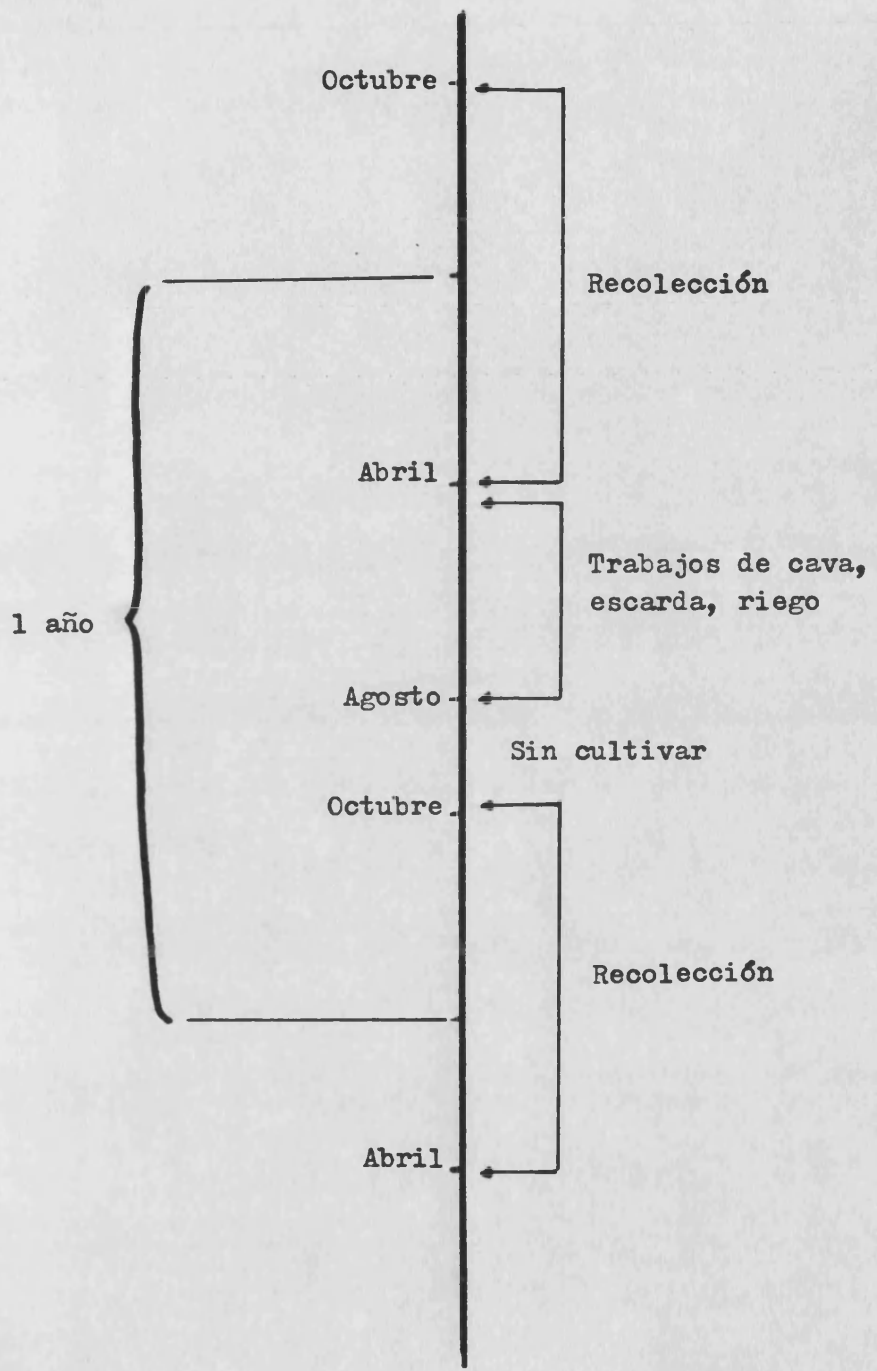 Octubre
Recolección
Abril
Trabajos de cava,
escarda, riego
1 año
Agosto
Sin cultivar
Octubre
Recolección
Abril